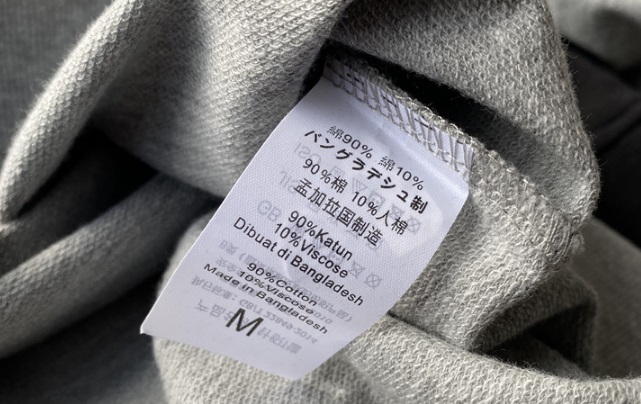 綿90% 綿10%
バングラデシュ制
90%棉 10%人棉
孟加拉国制造
90%Katun
10%Viscose
Dibuat di Bangladesh
90%Cotton
10%Viscose
Made in Bangladesh
M